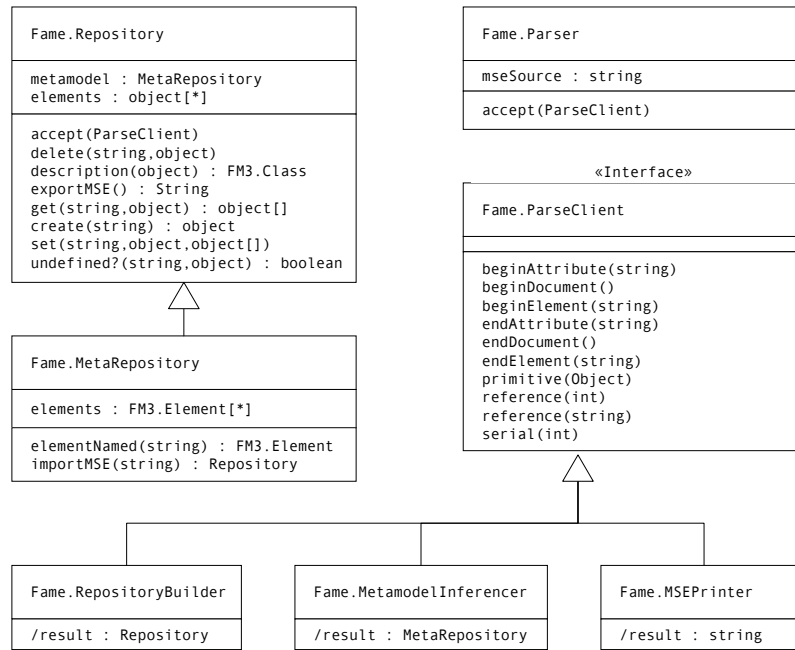 Fame.Repository
metamodel : MetaRepository
elements : object[*]
accept(ParseClient)
delete(string,object)
description(object) : FM3.Class
exportMSE() : String
get(string,object) : object[]
create(string) : object
set(string,object,object[])
undefined?(string,object) : boolean
Fame.MetaRepository
elements : FM3.Element[*]
elementNamed(string) : FM3.Element
importMSE(string) : Repository
Fame.Parser
mseSource : string
accept(ParseClient)
«Interface»
Fame.ParseClient
beginAttribute(string)
beginDocument()
beginElement(string)
endAttribute(string)
endDocument()
endElement(string)
primitive(Object)
reference(int)
reference(string)
serial(int)
Fame.RepositoryBuilder
/result : Repository
Fame.MetamodelInferencer
/result : MetaRepository
Fame.MSEPrinter
/result : string